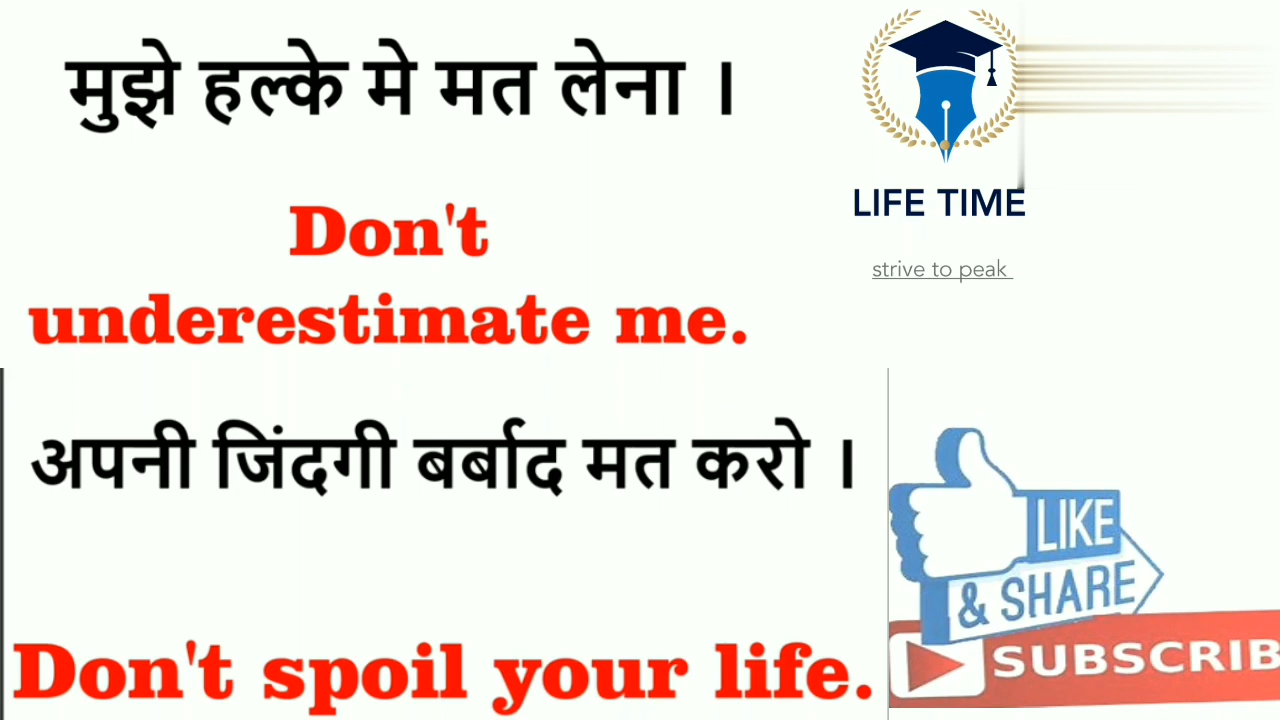 मुझे हल्के मे मत लेना ।
Don't
underestimate me.
LIFE TIME
strive to peak
अपनी जिंदगी बर्बाद मत करो ।
Don't spoil your life.
LIKE
& SHARE
SUBSCRIB